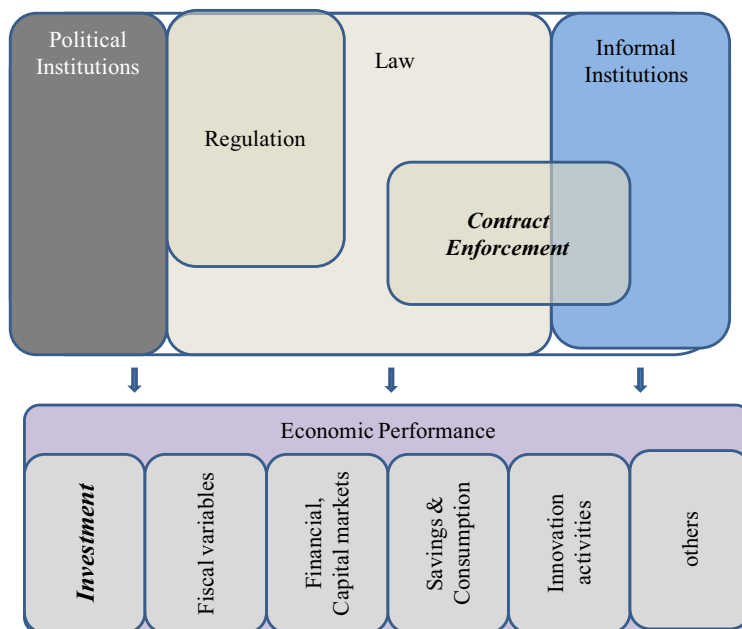 Political
Institutions
Law
Informal
Institutions
Regulation
Contract
Enforcement
Economic Performance
Investment
Fiscal variables
Financial,
Capital markets
Savings &
Consumption
Innovation
activities
others